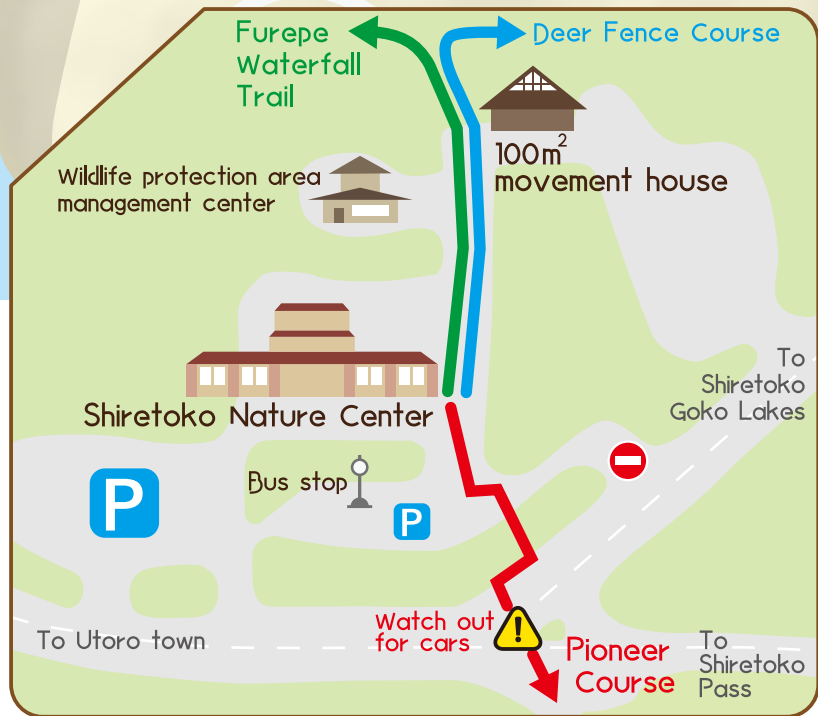 Furepe
Waterfall
Trail
Deer Fence Course
100m²
movement house
Wildlife protection area
management center
To
Shiretoko
Goko Lakes
Shiretoko Nature Center
Bus stop
P
P
Watch out
for cars
!
To Utoro town
Pioneer
Course
To
Shiretoko
Pass